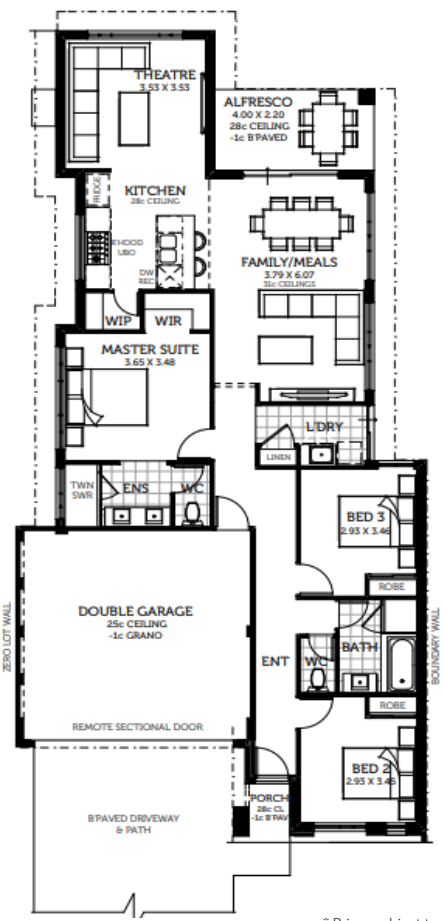 THEATRE
3.53 X 3.53
ALFRESCO
4.00 X 2.20
28c CEILING
-1c B'PAVED
FRIDGE
KITCHEN
28c CEILING
R'HOOD
UBO
DW
REC
FAMILY/MEALS
3.79 X 6.07
31c CEILINGS
WIP
WIR
MASTER SUITE
3.65 X 3.48
L'DRY
LINEN
TWN
SWR
ENS
WC
BED 3
2.93 X 3.46
ROBE
ZERO LOT WALL
DOUBLE GARAGE
25c CEILING
-1c GRANO
REMOTE SECTIONAL DOOR
ENT
WC
BATH
BOUNDARY WALL
ROBE
BED 2
2.93 X 3.45
PORCH
28c CL
-1c B'PAV
B'PAVED DRIVEWAY
& PATH